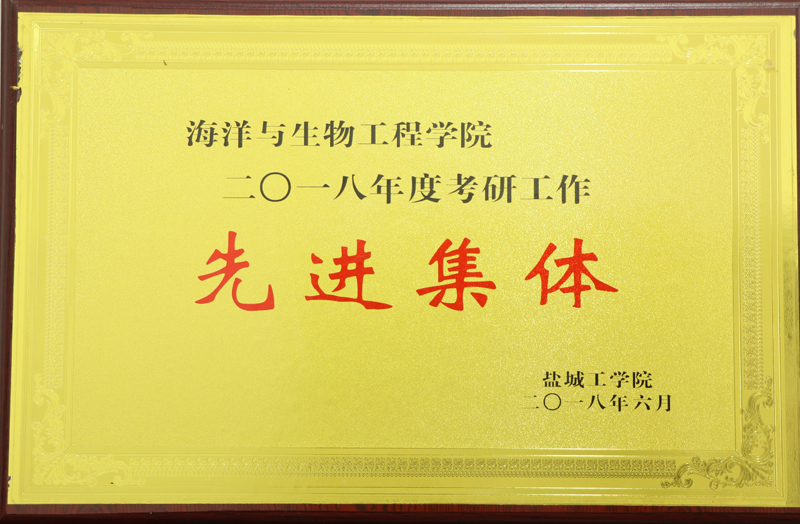 海洋与生物工程学院
二〇一八年度考研工作
先进集体
盐城工学院
二〇一八年六月